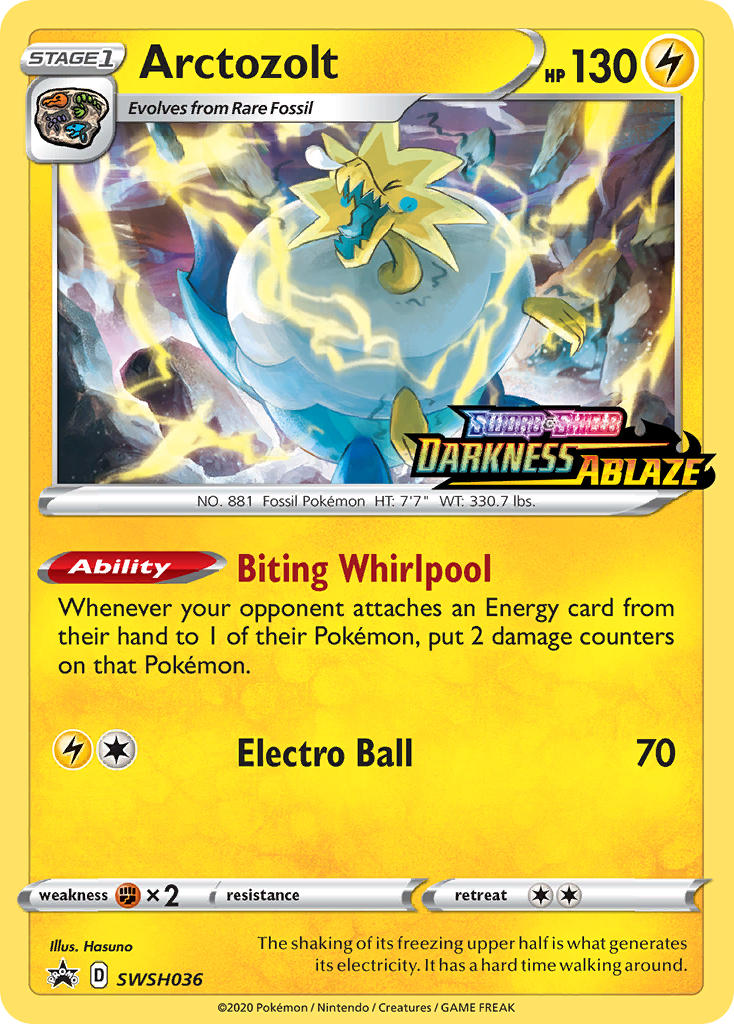 STAGE 1
Arctozolt
HP 130
Evolves from Rare Fossil
SWORD & SHIELD
DARKNESS ABLAZE
NO. 881 Fossil Pokémon HT: 7'7" WT: 330.7 lbs.
Ability Biting Whirlpool
Whenever your opponent attaches an Energy card from
their hand to 1 of their Pokémon, put 2 damage counters
on that Pokémon.
Electro Ball 70
weakness ×2 resistance retreat
Illus. Hasuno
The shaking of its freezing upper half is what generates
its electricity. It has a hard time walking around.
PROMO D SWSH036
©2020 Pokémon / Nintendo / Creatures / GAME FREAK